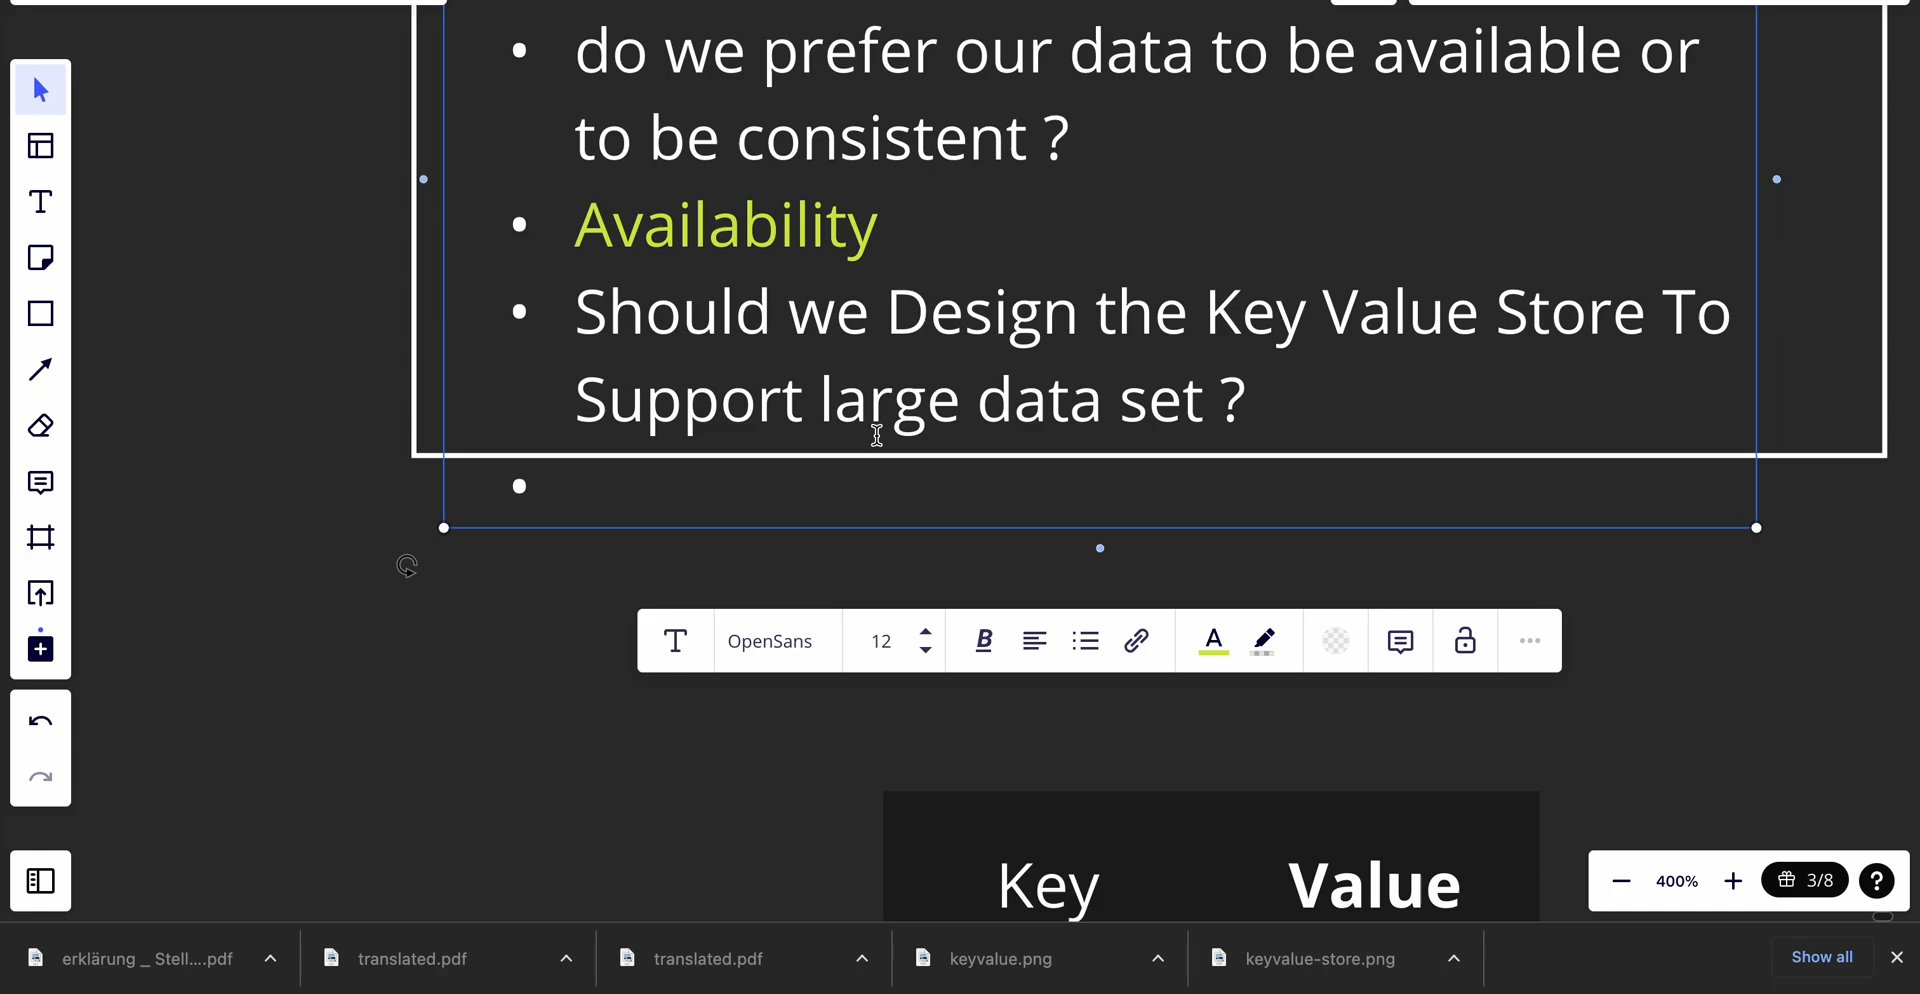 do we prefer our data to be available or
to be consistent ?
Availability
Should we Design the Key Value Store To
Support large data set ?
OpenSans
12
B
A
Key
Value
400%
3/8
?
erklärung _ Stell....pdf
translated.pdf
translated.pdf
keyvalue.png
keyvalue-store.png
Show all